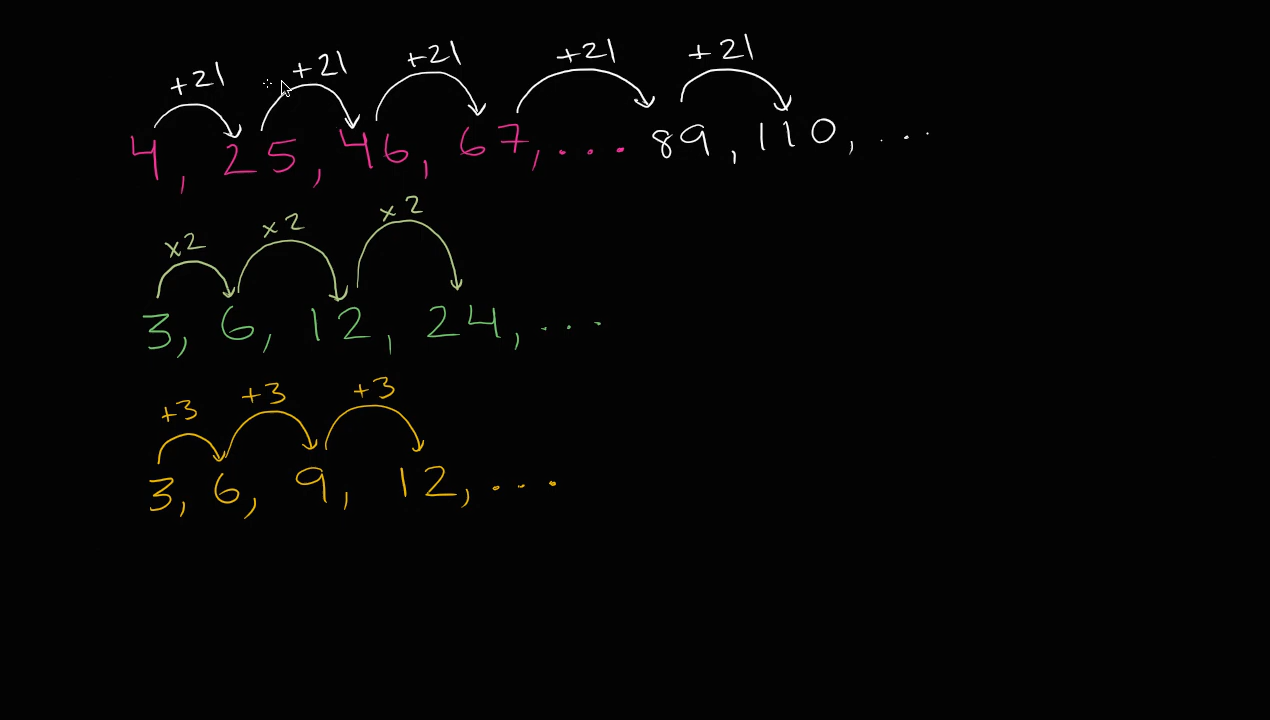 +21 +21 +21 +21 +21
4, 25, 46, 67, ... 89, 110, ...
x2 x2 x2
3, 6, 12, 24, ...
+3 +3 +3
3, 6, 9, 12, ...